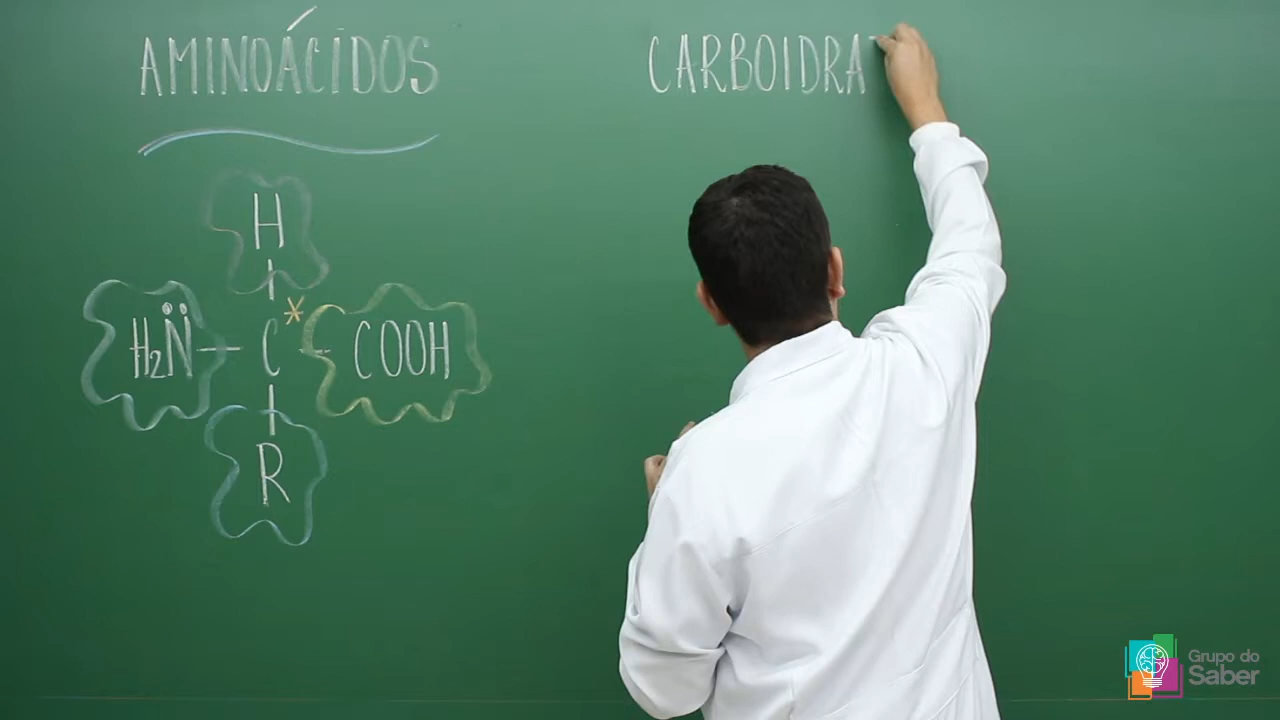 AMINOÁCIDOS
CARBOIDRAT
H
H₂N — C* — COOH
R
Grupo do
Saber